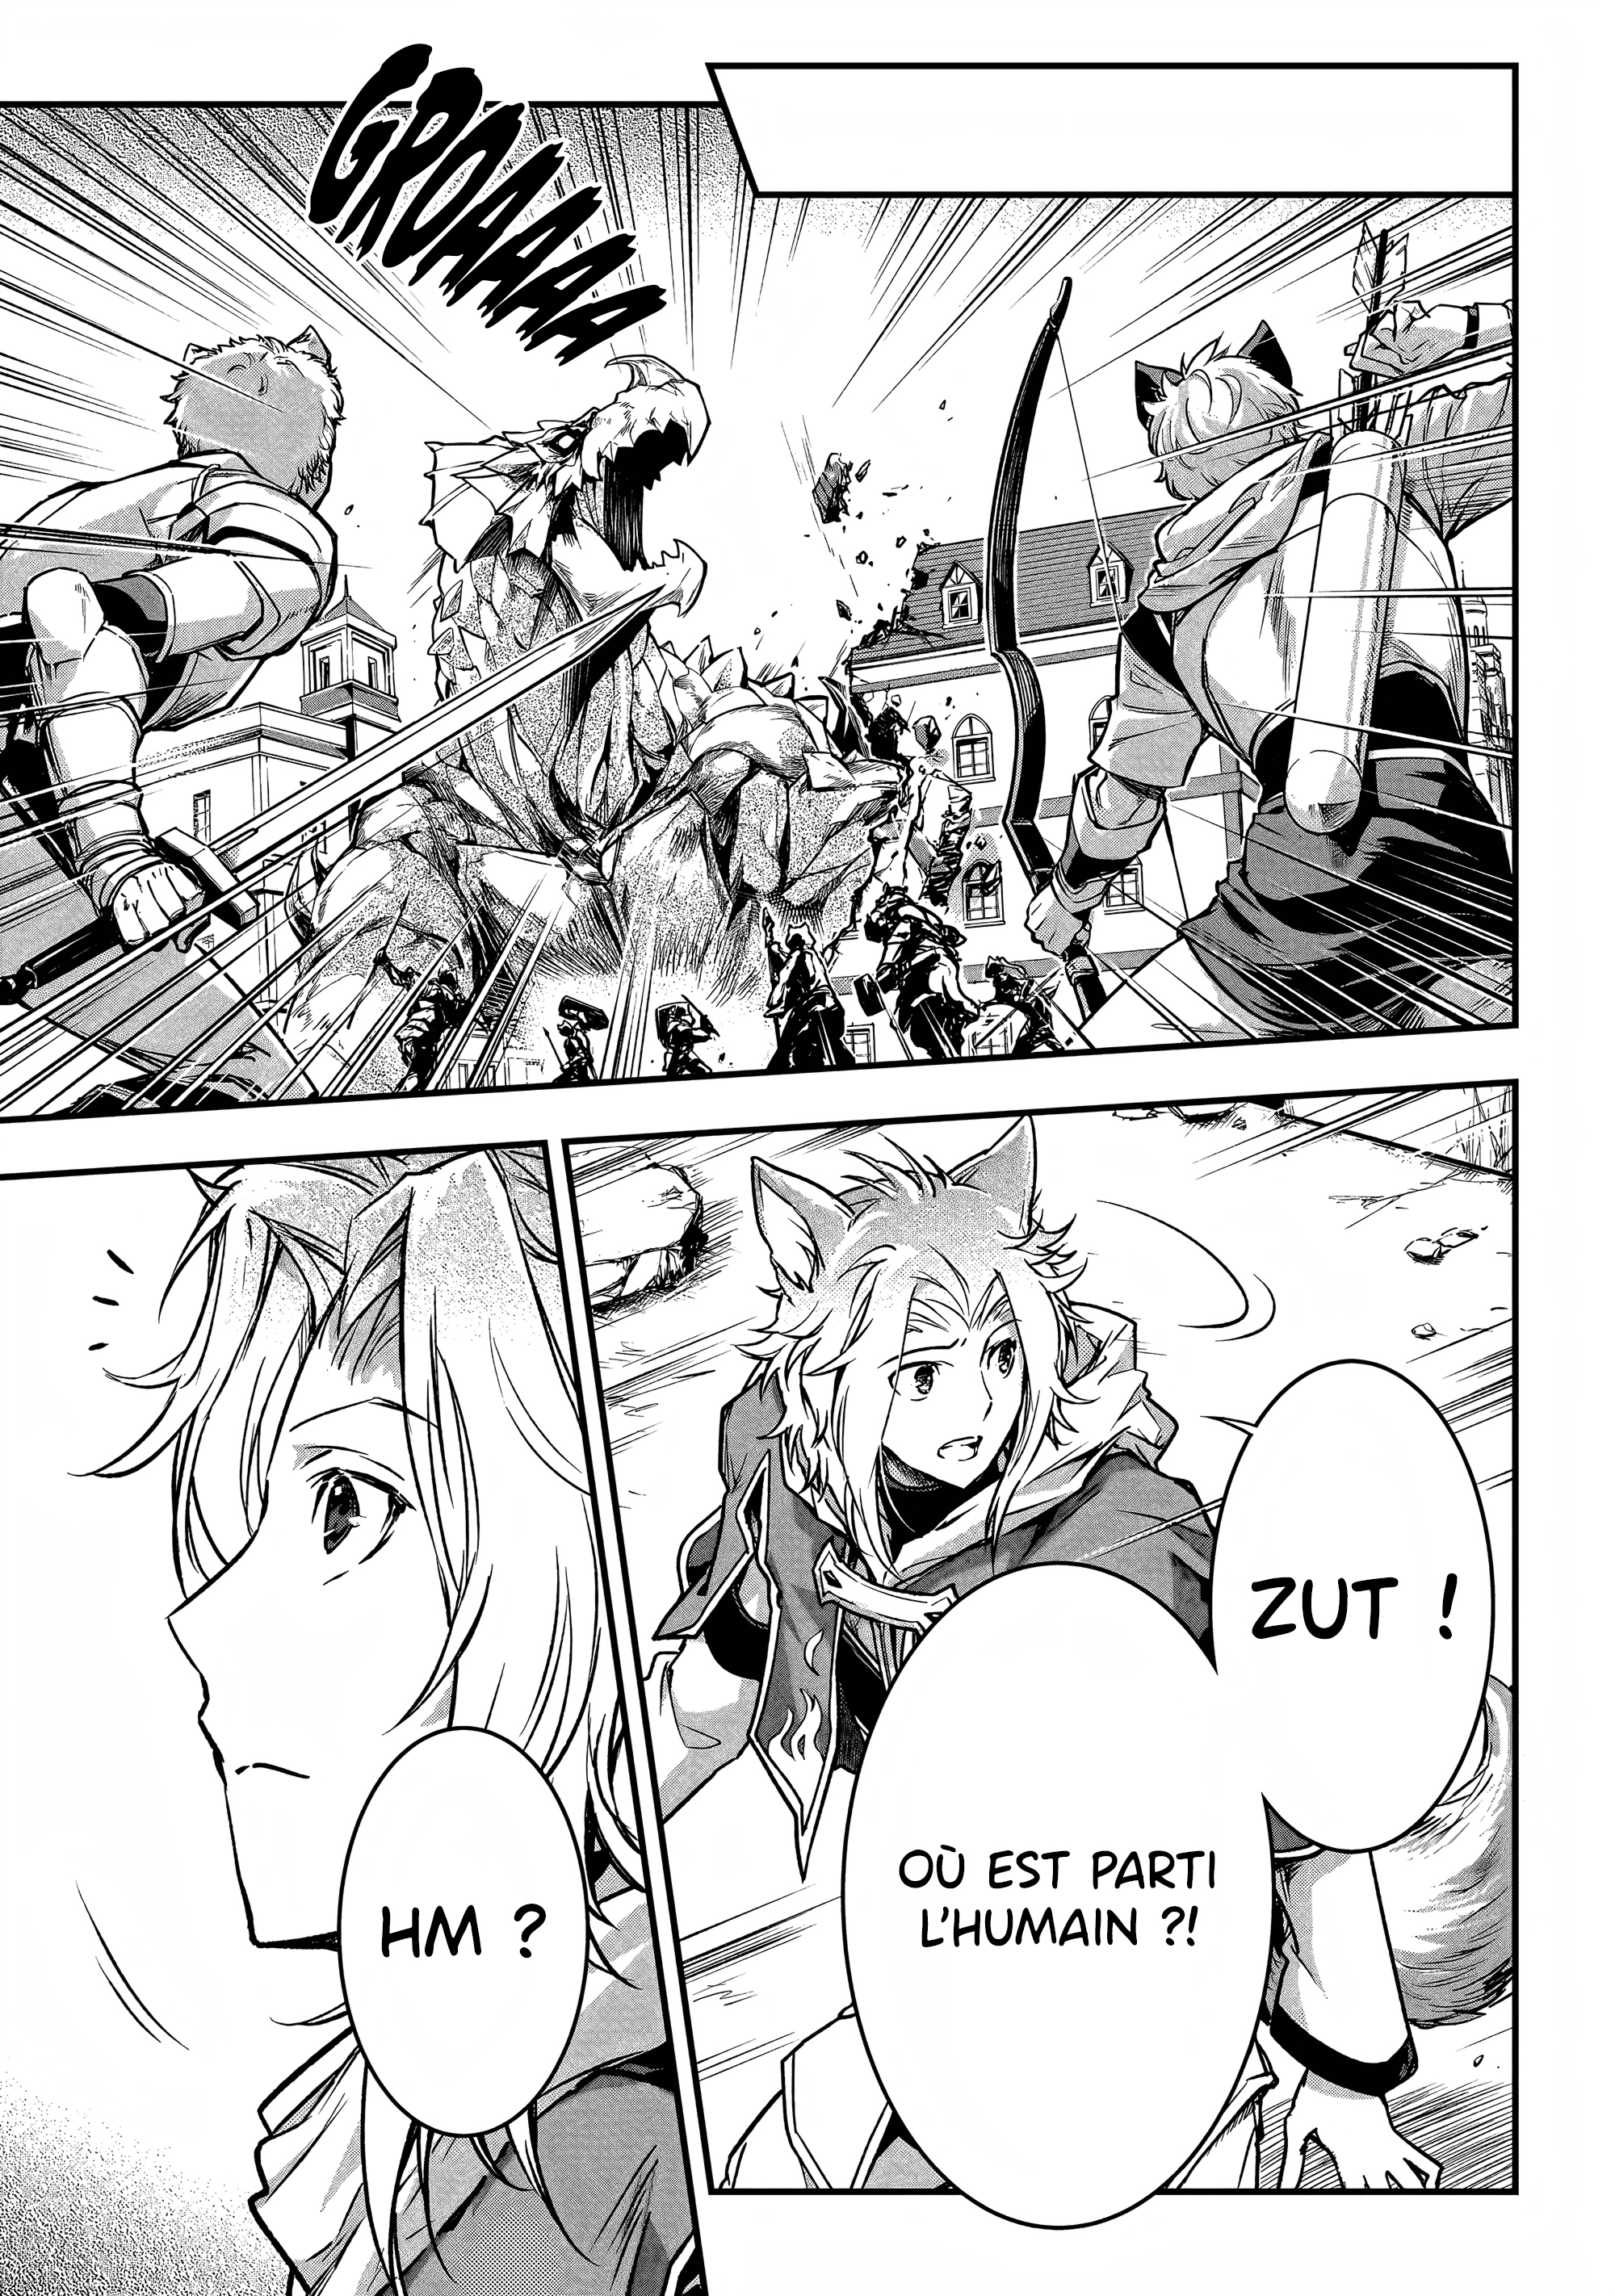 GROAAAA
ZUT !
OÙ EST PARTI
L'HUMAIN ?!
HM ?